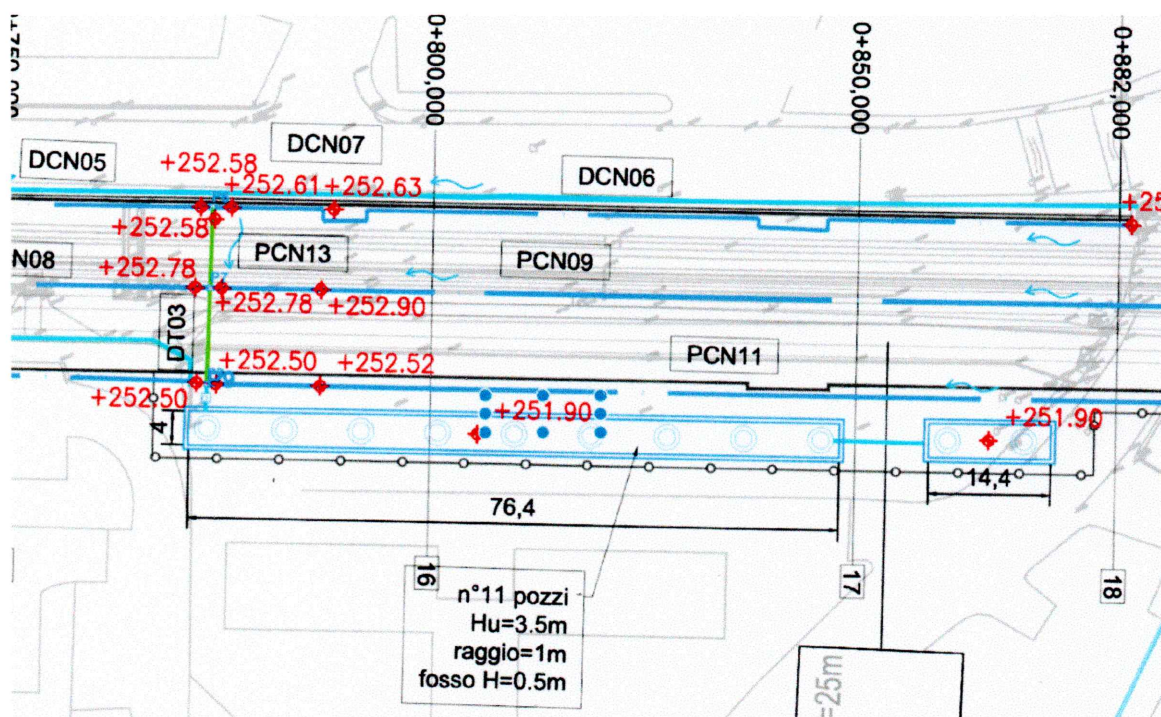 0+800,000
0+850,000
0+882,000
DCN05
DCN07
DCN06
+252.58
+252.61
+252.63
+252.58
N08
PCN13
PCN09
+252.78
+252.78
+252.90
DT03
PCN11
+252.50
+252.52
+252.50
+251.90
+251.90
4
14,4
76,4
16
17
18
n°11 pozzi
Hu=3.5m
raggio=1m
fosso H=0.5m
=25m